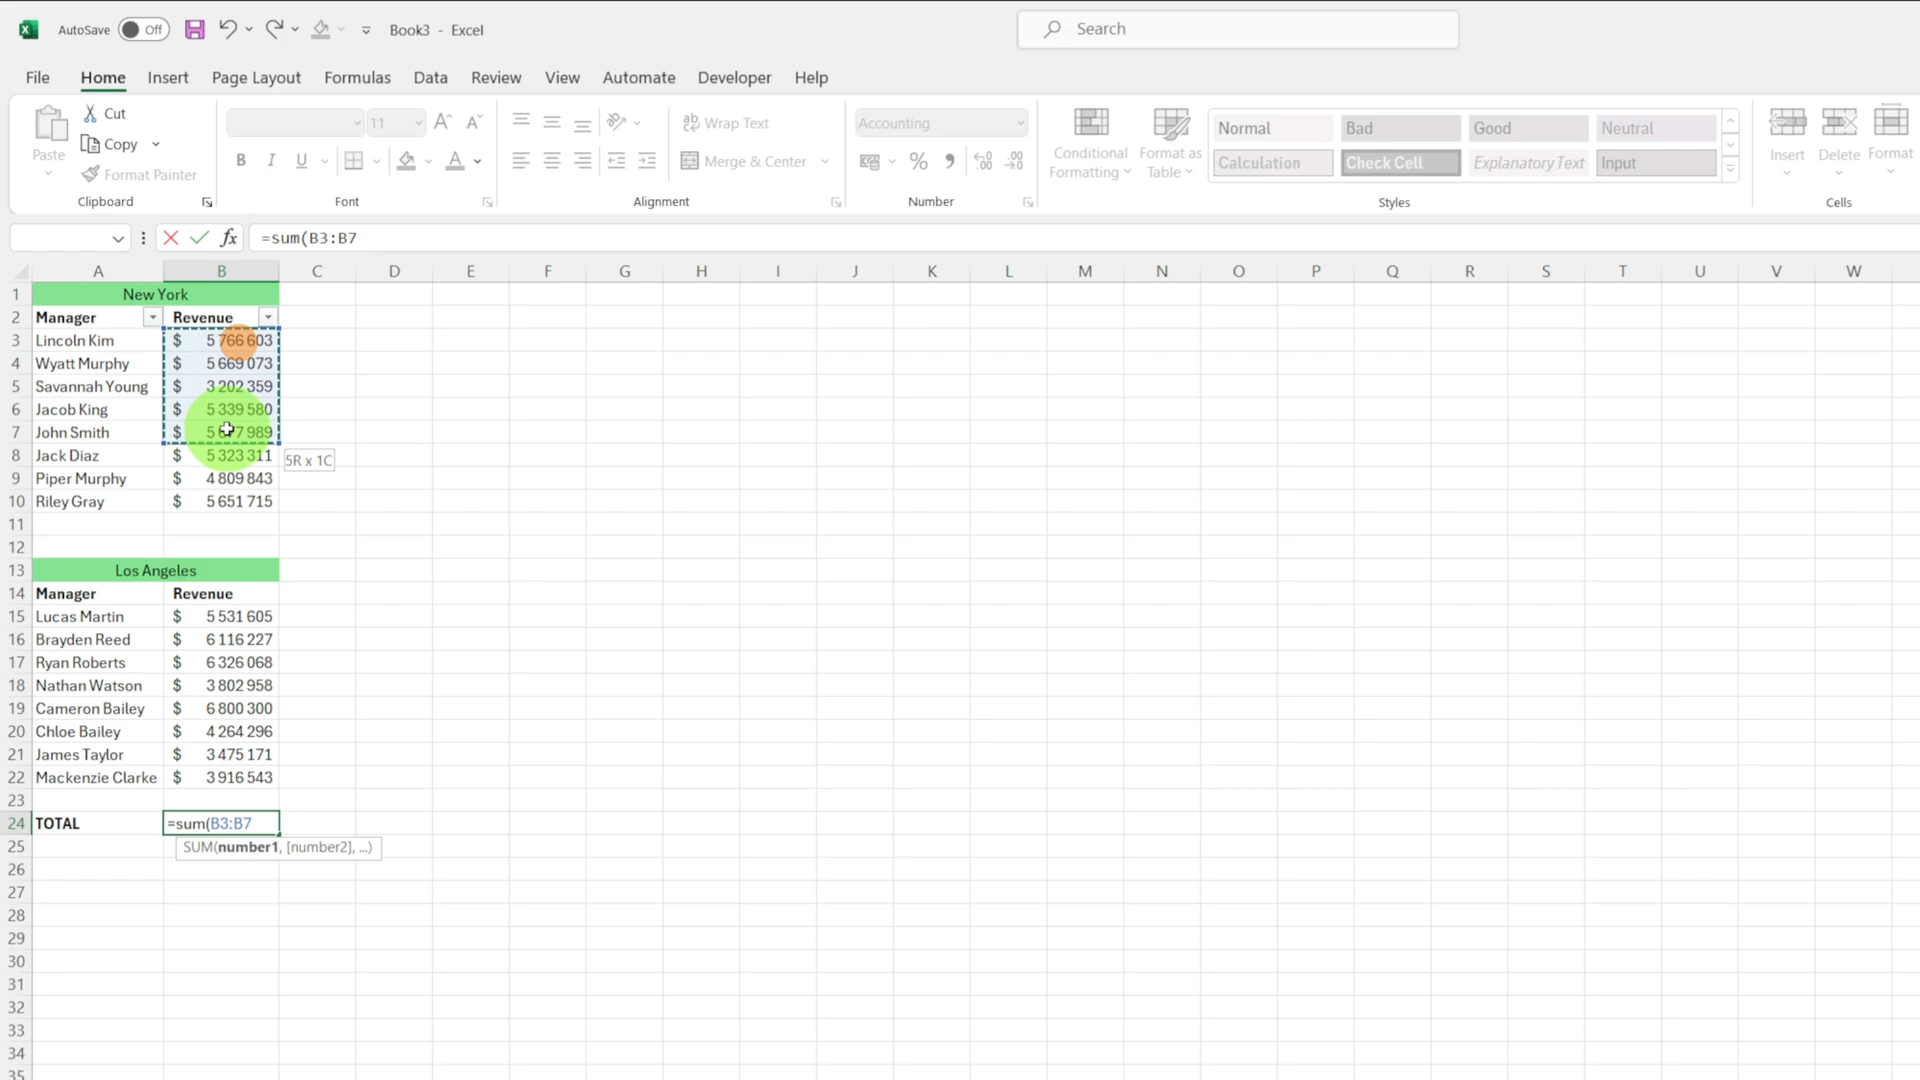 AutoSave Off Book3 - Excel Search
File Home Insert Page Layout Formulas Data Review View Automate Developer Help
Paste
Cut
Copy
Format Painter
Clipboard
11
B I U
Font
Wrap Text
Merge & Center
Alignment
Accounting
%
Number
Conditional Formatting
Format as Table
Normal Bad Good Neutral
Calculation Check Cell Explanatory Text Input
Styles
Insert Delete Format
Cells
fx =sum(B3:B7
A B C D E F G H I J K L M N O P Q R S T U V W
1 New York
2 Manager Revenue
3 Lincoln Kim $ 5 766 603
4 Wyatt Murphy $ 5 669 073
5 Savannah Young $ 3 202 359
6 Jacob King $ 5 339 580
7 John Smith $
8 Jack Diaz $ 5 323 311 5R x 1C
9 Piper Murphy $ 4 809 843
10 Riley Gray $ 5 651 715
11
12
13 Los Angeles
14 Manager Revenue
15 Lucas Martin $ 5 531 605
16 Brayden Reed $ 6 116 227
17 Ryan Roberts $ 6 326 068
18 Nathan Watson $ 3 802 958
19 Cameron Bailey $ 6 800 300
20 Chloe Bailey $ 4 264 296
21 James Taylor $ 3 475 171
22 Mackenzie Clarke $ 3 916 543
23
24 TOTAL =sum(B3:B7
25 SUM(number1, [number2], ...)
26
27
28
29
30
31
32
33
34
35